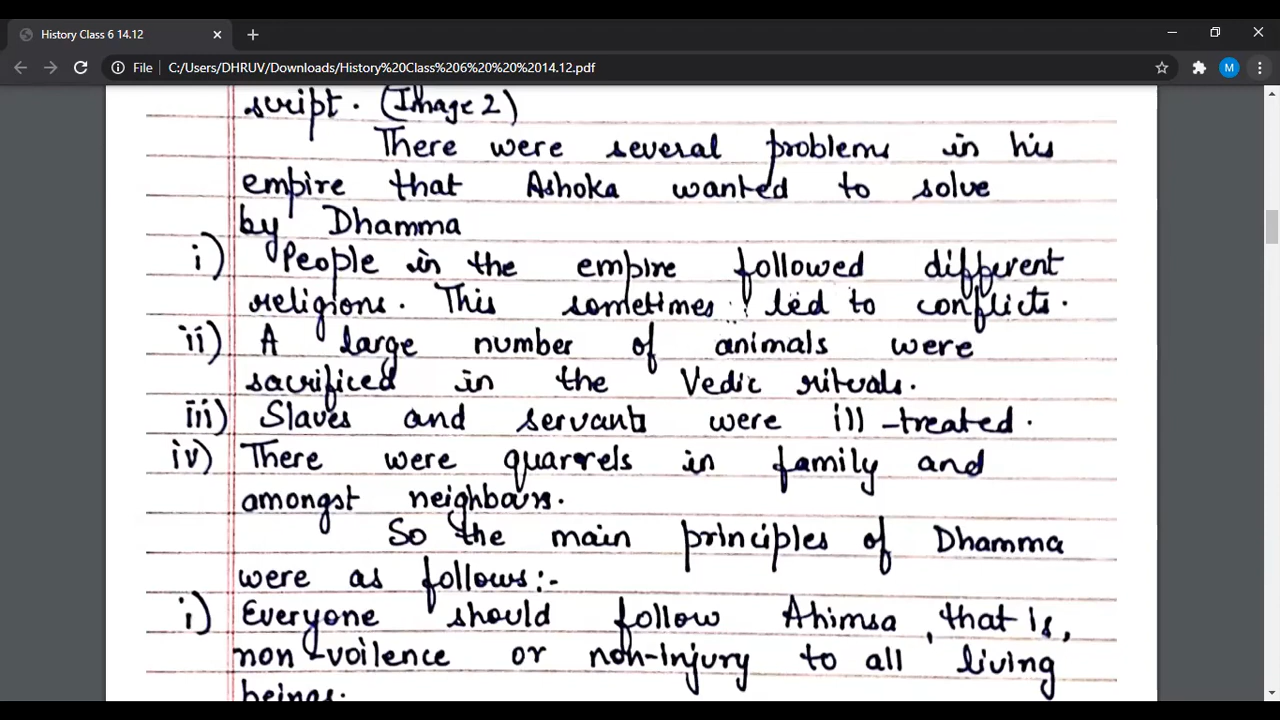 History Class 6 14.12
File
C:/Users/DHRUV/Downloads/History%20Class%206%20%20%2014.12.pdf
M
script. (Image 2)
There were several problems in his
empire that Ashoka wanted to solve
by Dhamma
i) People in the empire followed different
religions. This sometimes led to conflicts.
ii) A large number of animals were
sacrificed in the Vedic rituals.
iii) Slaves and servants were ill-treated.
iv) There were quarrels in family and
amongst neighbours.
So the main principles of Dhamma
were as follows:-
i) Everyone should follow Ahimsa, that is,
non-voilence or non-injury to all living
beings.